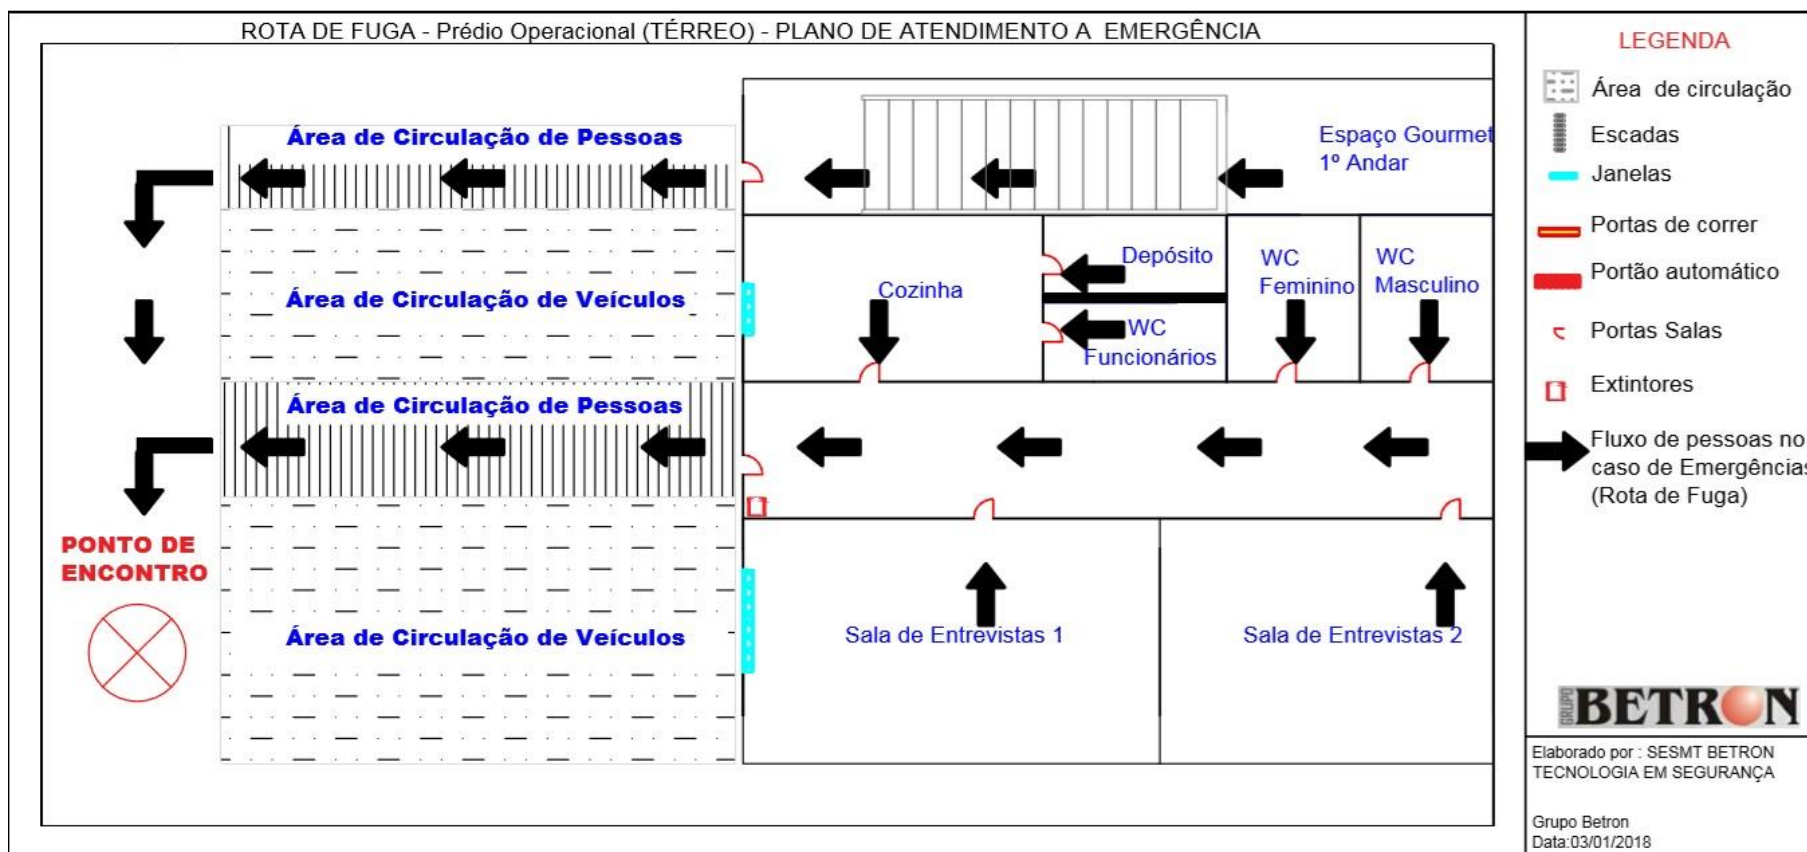 ROTA DE FUGA - Prédio Operacional (TÉRREO) - PLANO DE ATENDIMENTO A EMERGÊNCIA
Área de Circulação de Pessoas
Espaço Gourmet
1º Andar
Área de Circulação de Veículos
Cozinha
Depósito
WC
Funcionários
WC
Feminino
WC
Masculino
Área de Circulação de Pessoas
PONTO DE
ENCONTRO
Área de Circulação de Veículos
Sala de Entrevistas 1
Sala de Entrevistas 2
LEGENDA
Área de circulação
Escadas
Janelas
Portas de correr
Portão automático
Portas Salas
Extintores
Fluxo de pessoas no
caso de Emergências
(Rota de Fuga)
GRUPO
BETRON
Elaborado por : SESMT BETRON
TECNOLOGIA EM SEGURANÇA
Grupo Betron
Data:03/01/2018